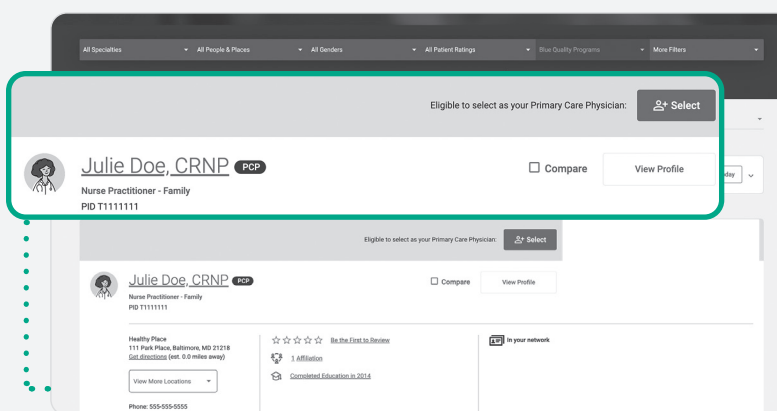 All Specialties All People & Places All Genders All Patient Ratings Blue Quality Programs More Filters
Eligible to select as your Primary Care Physician: Select
Julie Doe, CRNP PCP Compare View Profile
Nurse Practitioner - Family
PID T1111111
Eligible to select as your Primary Care Physician: Select
Julie Doe, CRNP PCP Compare View Profile
Nurse Practitioner - Family
PID T1111111
Healthy Place Be the First to Review In your network
111 Park Place, Baltimore, MD 21218
Get directions (est. 0.0 miles away) 1 Affiliation
View More Locations Completed Education in 2014
Phone: 555-555-5555